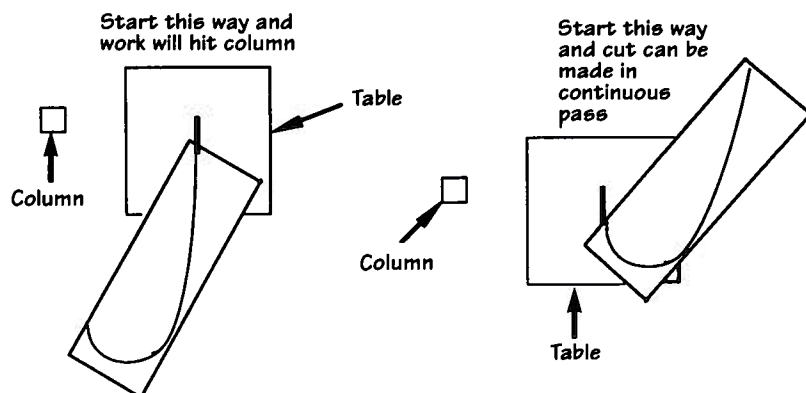 Start this way and
work will hit column
Table
Column
Start this way
and cut can be
made in
continuous
pass
Column
Table